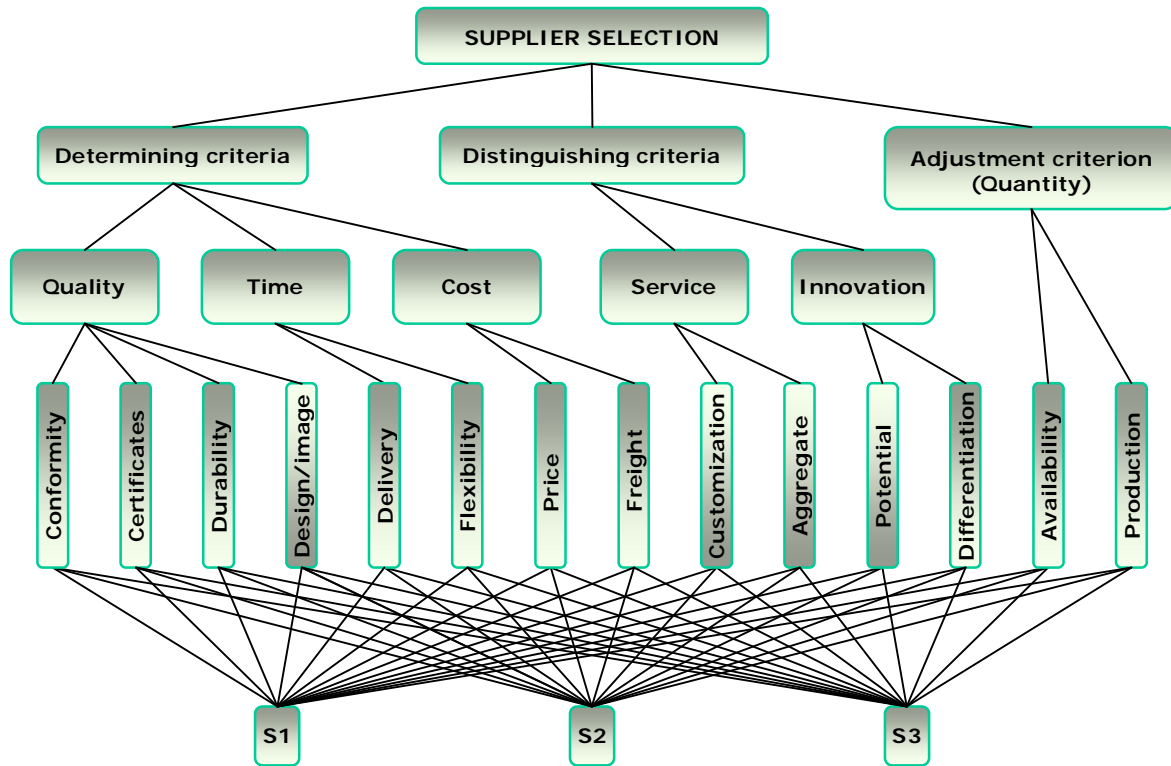 SUPPLIER SELECTION
Determining criteria
Distinguishing criteria
Adjustment criterion
(Quantity)
Quality
Time
Cost
Service
Innovation
Conformity
Certificates
Durability
Design/image
Delivery
Flexibility
Price
Freight
Customization
Aggregate
Potential
Differentiation
Availability
Production
S1
S2
S3